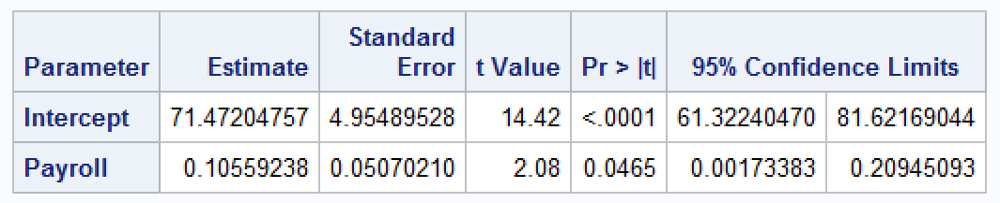 Parameter Estimate Standard Error t Value Pr > |t| 95% Confidence Limits
Intercept 71.47204757 4.95489528 14.42 <.0001 61.32240470 81.62169044
Payroll 0.10559238 0.05070210 2.08 0.0465 0.00173383 0.20945093